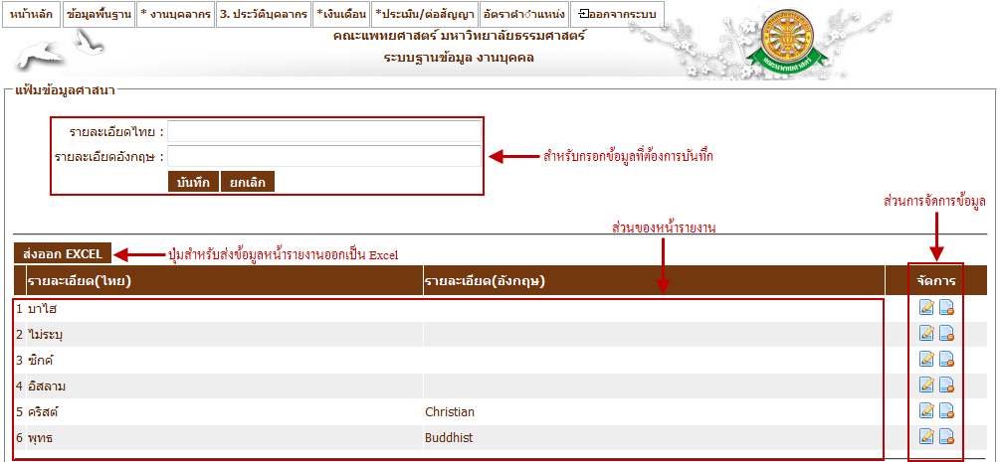 หน้าหลัก ข้อมูลพื้นฐาน * งานบุคลากร 3. ประวัติบุคลากร *เงินเดือน *ประเมิน/ต่อสัญญา อัตราตำแหน่ง ออกจากระบบ
คณะแพทยศาสตร์ มหาวิทยาลัยธรรมศาสตร์
ระบบฐานข้อมูล งานบุคคล
แฟ้มข้อมูลศาสนา
รายละเอียดไทย :
รายละเอียดอังกฤษ :
สำหรับกรอกข้อมูลที่ต้องการบันทึก
บันทึก ยกเลิก
ส่วนการจัดการข้อมูล
ส่วนของหน้ารายงาน
ส่งออก EXCEL ปุ่มสำหรับส่งข้อมูลหน้ารายงานออกเป็น Excel
รายละเอียด(ไทย) รายละเอียด(อังกฤษ) จัดการ
1 บาไฮ
2 ไม่ระบุ
3 ซิกค์
4 อิสลาม
5 คริสต์ Christian
6 พุทธ Buddhist